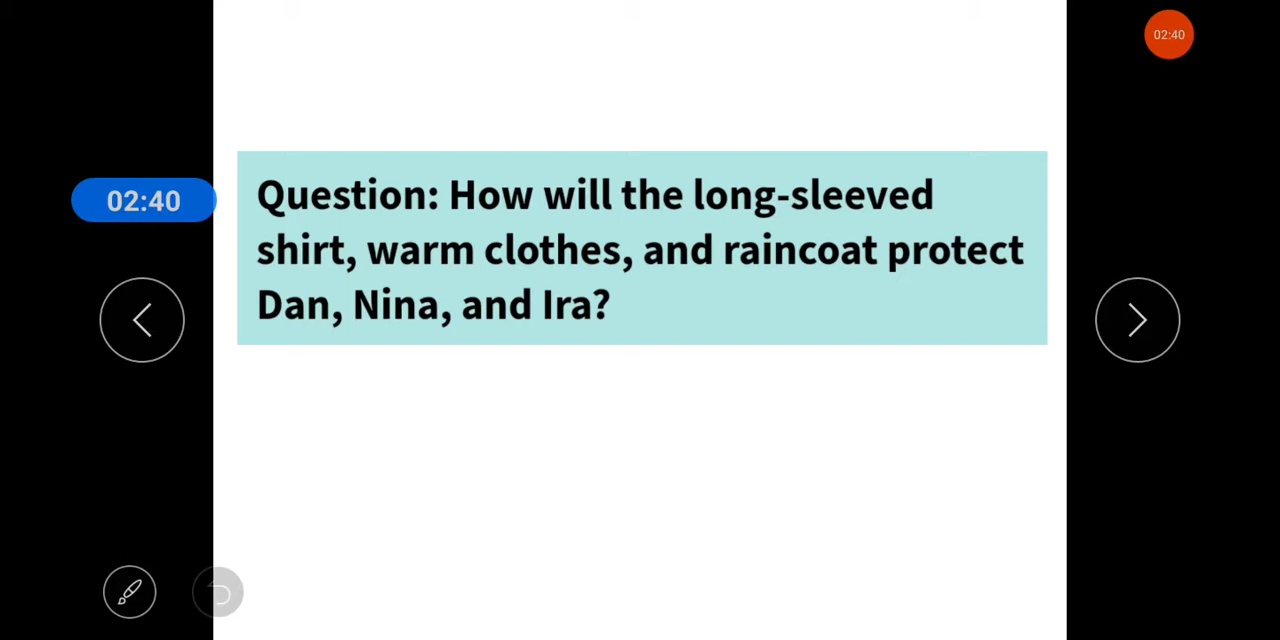 02:40
02:40
Question: How will the long-sleeved
shirt, warm clothes, and raincoat protect
Dan, Nina, and Ira?